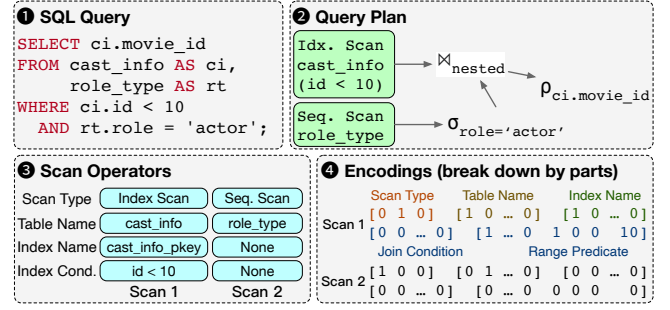 ❶ SQL Query
SELECT ci.movie_id
FROM cast_info AS ci,
role_type AS rt
WHERE ci.id < 10
AND rt.role = 'actor';
❷ Query Plan
Idx. Scan
cast_info
(id < 10)
⋈nested
ρci.movie_id
Seq. Scan
role_type
σrole='actor'
❸ Scan Operators
Scan Type Index Scan Seq. Scan
Table Name cast_info role_type
Index Name cast_info_pkey None
Index Cond. id < 10 None
Scan 1 Scan 2
❹ Encodings (break down by parts)
Scan Type Table Name Index Name
Scan 1
[0 1 0] [1 0 … 0] [1 0 … 0]
[0 0 … 0] [1 … 0 1 0 0 10]
Join Condition Range Predicate
Scan 2
[1 0 0] [0 1 … 0] [0 0 … 0]
[0 0 … 0] [0 … 0 0 0 0 0]